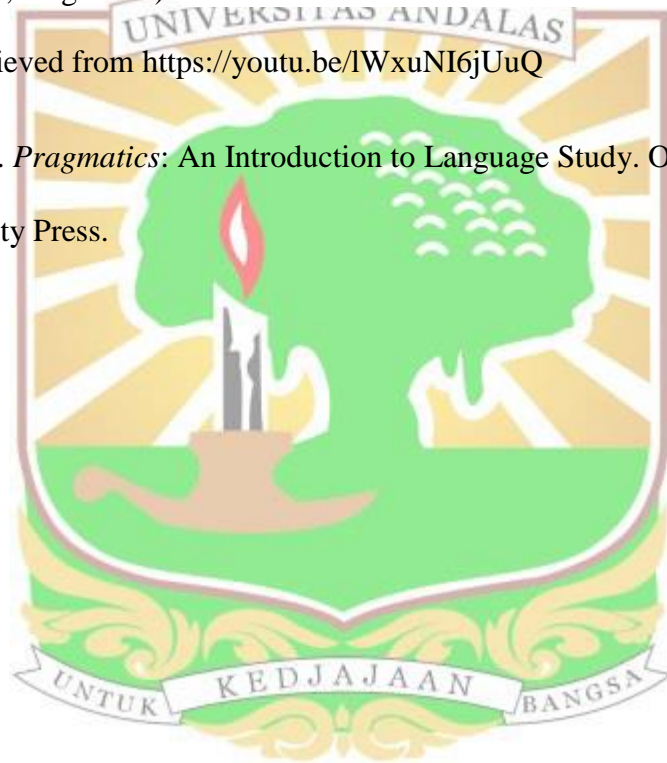 UNIVERSITAS ANDALAS
ieved from https://youtu.be/lWxuNI6jUuQ
. Pragmatics: An Introduction to Language Study. O
ty Press.
UNTUK KEDJAJAAN BANGSA